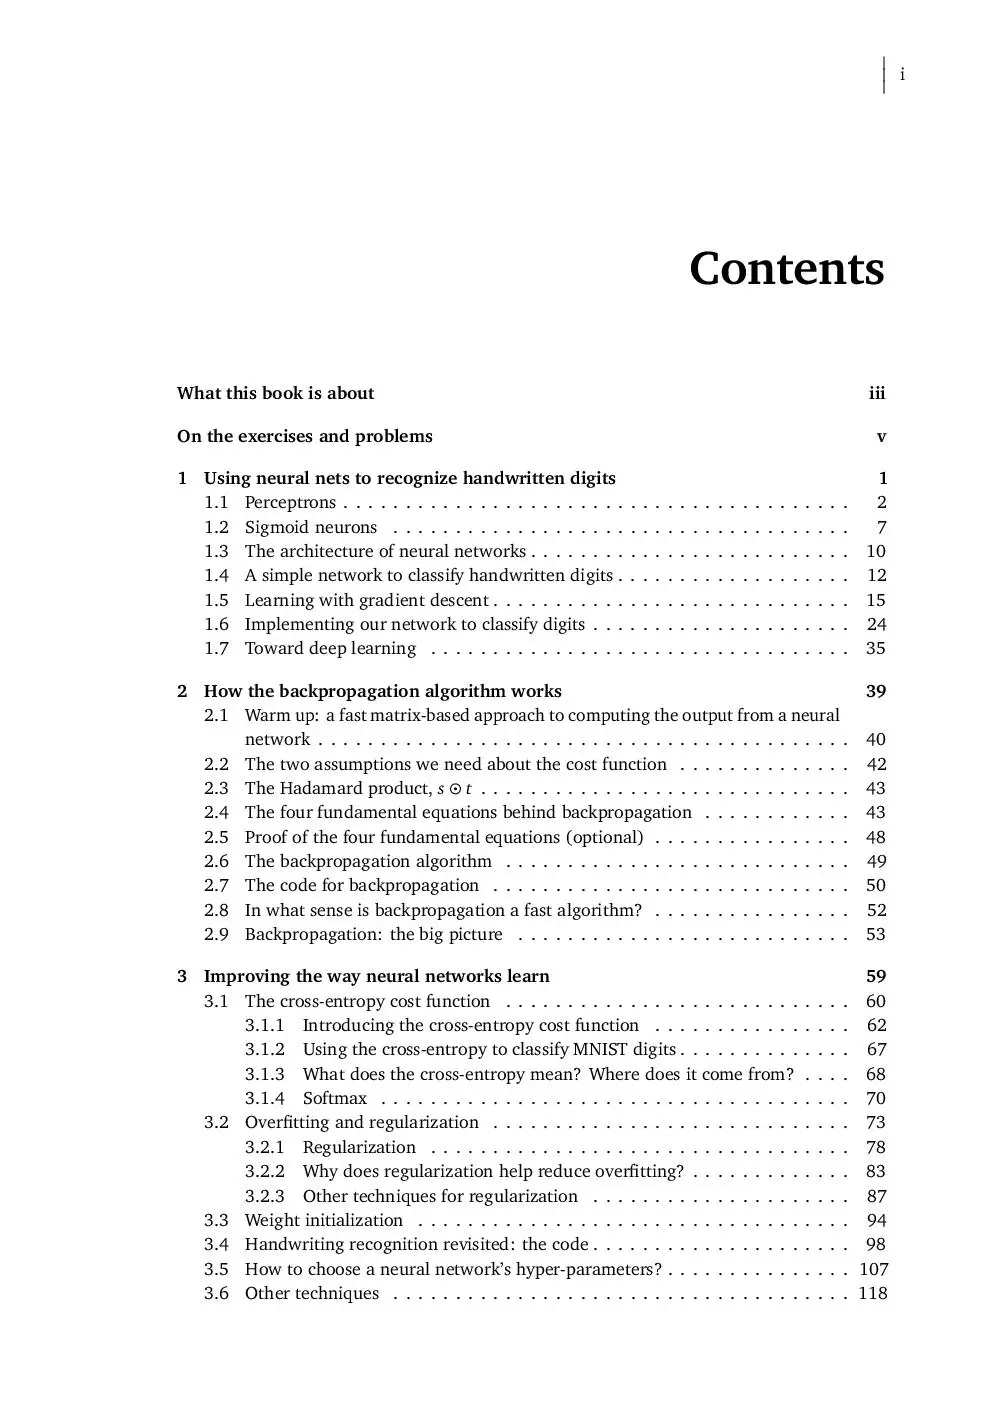 i
Contents
What this book is about iii
On the exercises and problems v
1 Using neural nets to recognize handwritten digits 1
1.1 Perceptrons . . . . . . . . . . . . . . . . . . . . . . . . . . . . . . . . . . . . . . . . . 2
1.2 Sigmoid neurons . . . . . . . . . . . . . . . . . . . . . . . . . . . . . . . . . . . . . 7
1.3 The architecture of neural networks . . . . . . . . . . . . . . . . . . . . . . . . . . 10
1.4 A simple network to classify handwritten digits . . . . . . . . . . . . . . . . . . . 12
1.5 Learning with gradient descent . . . . . . . . . . . . . . . . . . . . . . . . . . . . . 15
1.6 Implementing our network to classify digits . . . . . . . . . . . . . . . . . . . . . 24
1.7 Toward deep learning . . . . . . . . . . . . . . . . . . . . . . . . . . . . . . . . . . 35
2 How the backpropagation algorithm works 39
2.1 Warm up: a fast matrix-based approach to computing the output from a neural
network . . . . . . . . . . . . . . . . . . . . . . . . . . . . . . . . . . . . . . . . . . . 40
2.2 The two assumptions we need about the cost function . . . . . . . . . . . . . . 42
2.3 The Hadamard product, s ⊙ t . . . . . . . . . . . . . . . . . . . . . . . . . . . . . . 43
2.4 The four fundamental equations behind backpropagation . . . . . . . . . . . . 43
2.5 Proof of the four fundamental equations (optional) . . . . . . . . . . . . . . . . 48
2.6 The backpropagation algorithm . . . . . . . . . . . . . . . . . . . . . . . . . . . . 49
2.7 The code for backpropagation . . . . . . . . . . . . . . . . . . . . . . . . . . . . . 50
2.8 In what sense is backpropagation a fast algorithm? . . . . . . . . . . . . . . . . 52
2.9 Backpropagation: the big picture . . . . . . . . . . . . . . . . . . . . . . . . . . . 53
3 Improving the way neural networks learn 59
3.1 The cross-entropy cost function . . . . . . . . . . . . . . . . . . . . . . . . . . . . 60
3.1.1 Introducing the cross-entropy cost function . . . . . . . . . . . . . . . . 62
3.1.2 Using the cross-entropy to classify MNIST digits . . . . . . . . . . . . . . 67
3.1.3 What does the cross-entropy mean? Where does it come from? . . . . 68
3.1.4 Softmax . . . . . . . . . . . . . . . . . . . . . . . . . . . . . . . . . . . . . . 70
3.2 Overfitting and regularization . . . . . . . . . . . . . . . . . . . . . . . . . . . . . 73
3.2.1 Regularization . . . . . . . . . . . . . . . . . . . . . . . . . . . . . . . . . . 78
3.2.2 Why does regularization help reduce overfitting? . . . . . . . . . . . . . 83
3.2.3 Other techniques for regularization . . . . . . . . . . . . . . . . . . . . . 87
3.3 Weight initialization . . . . . . . . . . . . . . . . . . . . . . . . . . . . . . . . . . . 94
3.4 Handwriting recognition revisited: the code . . . . . . . . . . . . . . . . . . . . . 98
3.5 How to choose a neural network’s hyper-parameters? . . . . . . . . . . . . . . . 107
3.6 Other techniques . . . . . . . . . . . . . . . . . . . . . . . . . . . . . . . . . . . . . 118